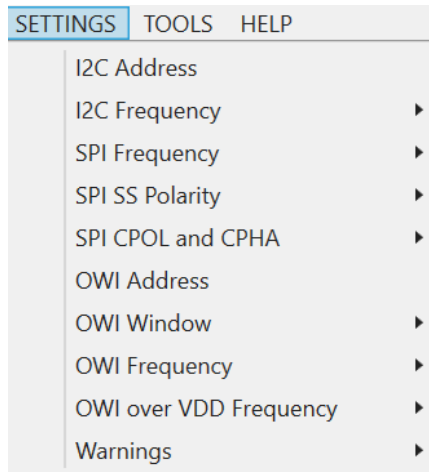 SETTINGS TOOLS HELP
I2C Address
I2C Frequency
SPI Frequency
SPI SS Polarity
SPI CPOL and CPHA
OWI Address
OWI Window
OWI Frequency
OWI over VDD Frequency
Warnings